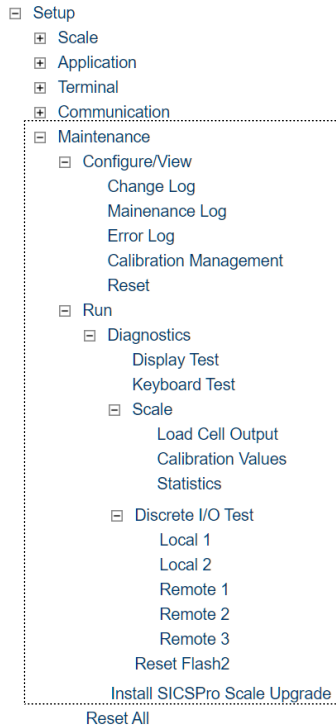 Setup
Scale
Application
Terminal
Communication
Maintenance
Configure/View
Change Log
Mainenance Log
Error Log
Calibration Management
Reset
Run
Diagnostics
Display Test
Keyboard Test
Scale
Load Cell Output
Calibration Values
Statistics
Discrete I/O Test
Local 1
Local 2
Remote 1
Remote 2
Remote 3
Reset Flash2
Install SICSPro Scale Upgrade
Reset All